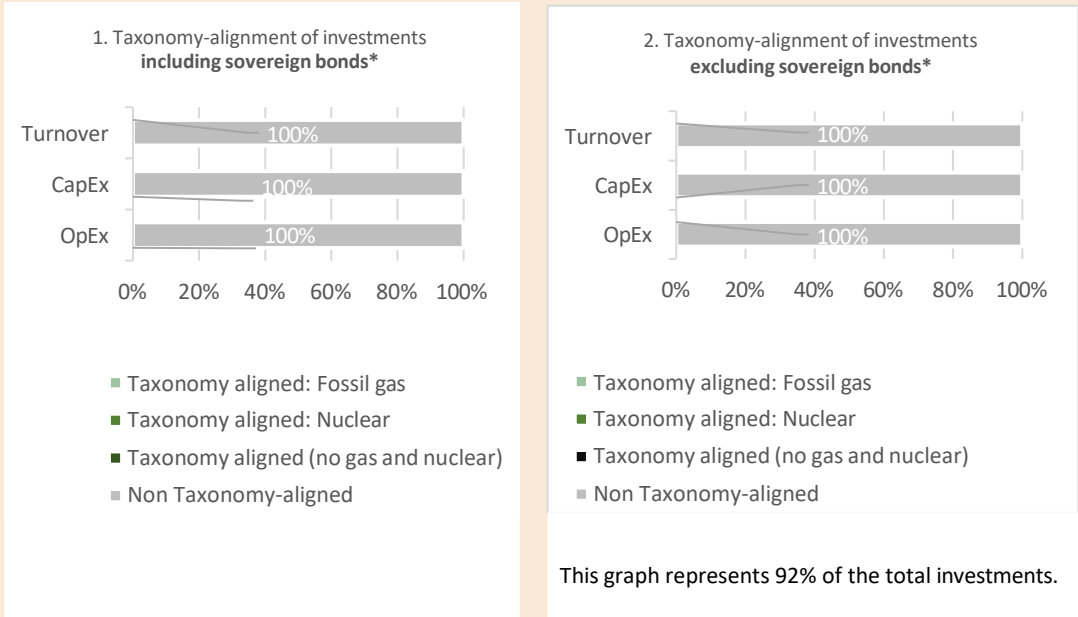 1. Taxonomy-alignment of investments
including sovereign bonds*
Turnover
100%
CapEx
100%
OpEx
100%
0% 20% 40% 60% 80% 100%
Taxonomy aligned: Fossil gas
Taxonomy aligned: Nuclear
Taxonomy aligned (no gas and nuclear)
Non Taxonomy-aligned
2. Taxonomy-alignment of investments
excluding sovereign bonds*
Turnover
100%
CapEx
100%
OpEx
100%
0% 20% 40% 60% 80% 100%
Taxonomy aligned: Fossil gas
Taxonomy aligned: Nuclear
Taxonomy aligned (no gas and nuclear)
Non Taxonomy-aligned
This graph represents 92% of the total investments.